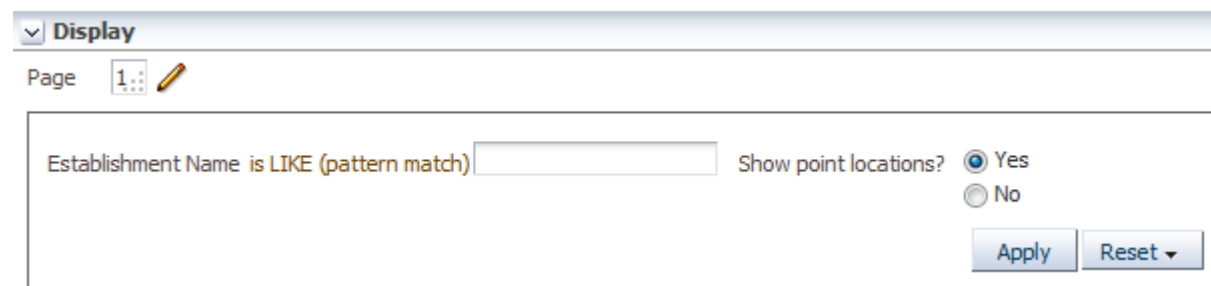 Display
Page 1
Establishment Name is LIKE (pattern match) Show point locations? Yes
No
Apply Reset